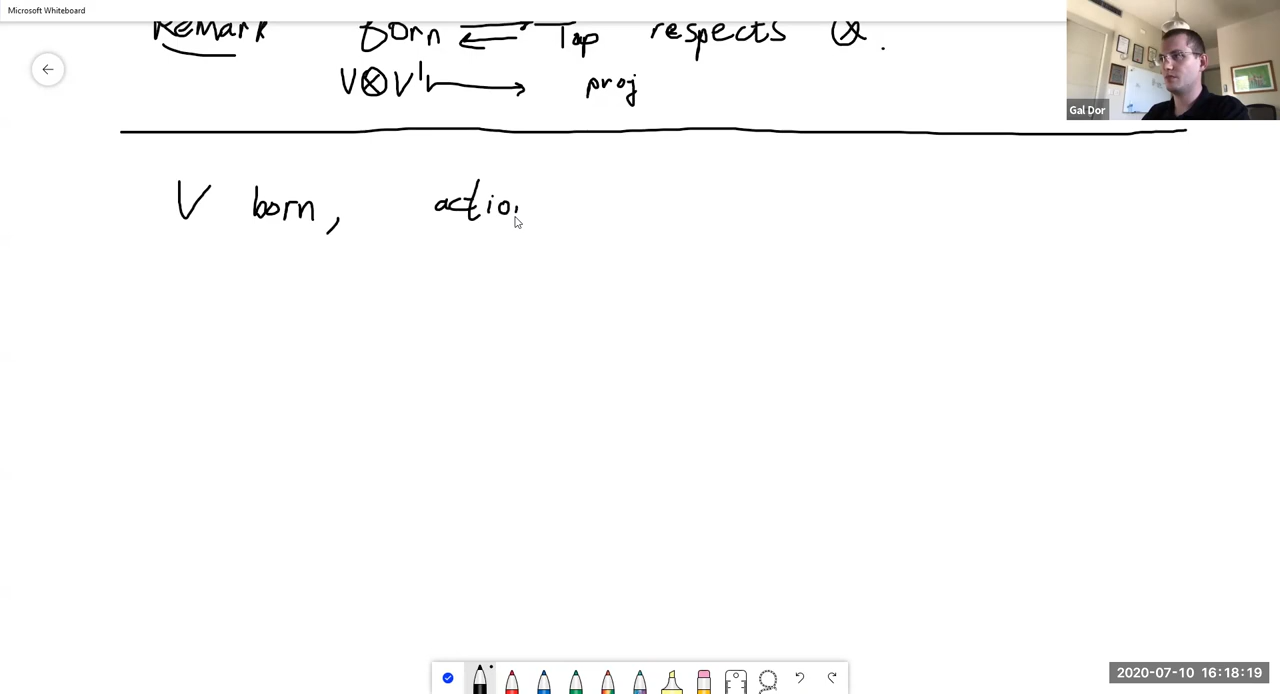 Microsoft Whiteboard
Remark Born ⇄ Top respects ⊗.
V⊗V' ↦ proj
Gal Dor
V born, actio
2020-07-10 16:18:19